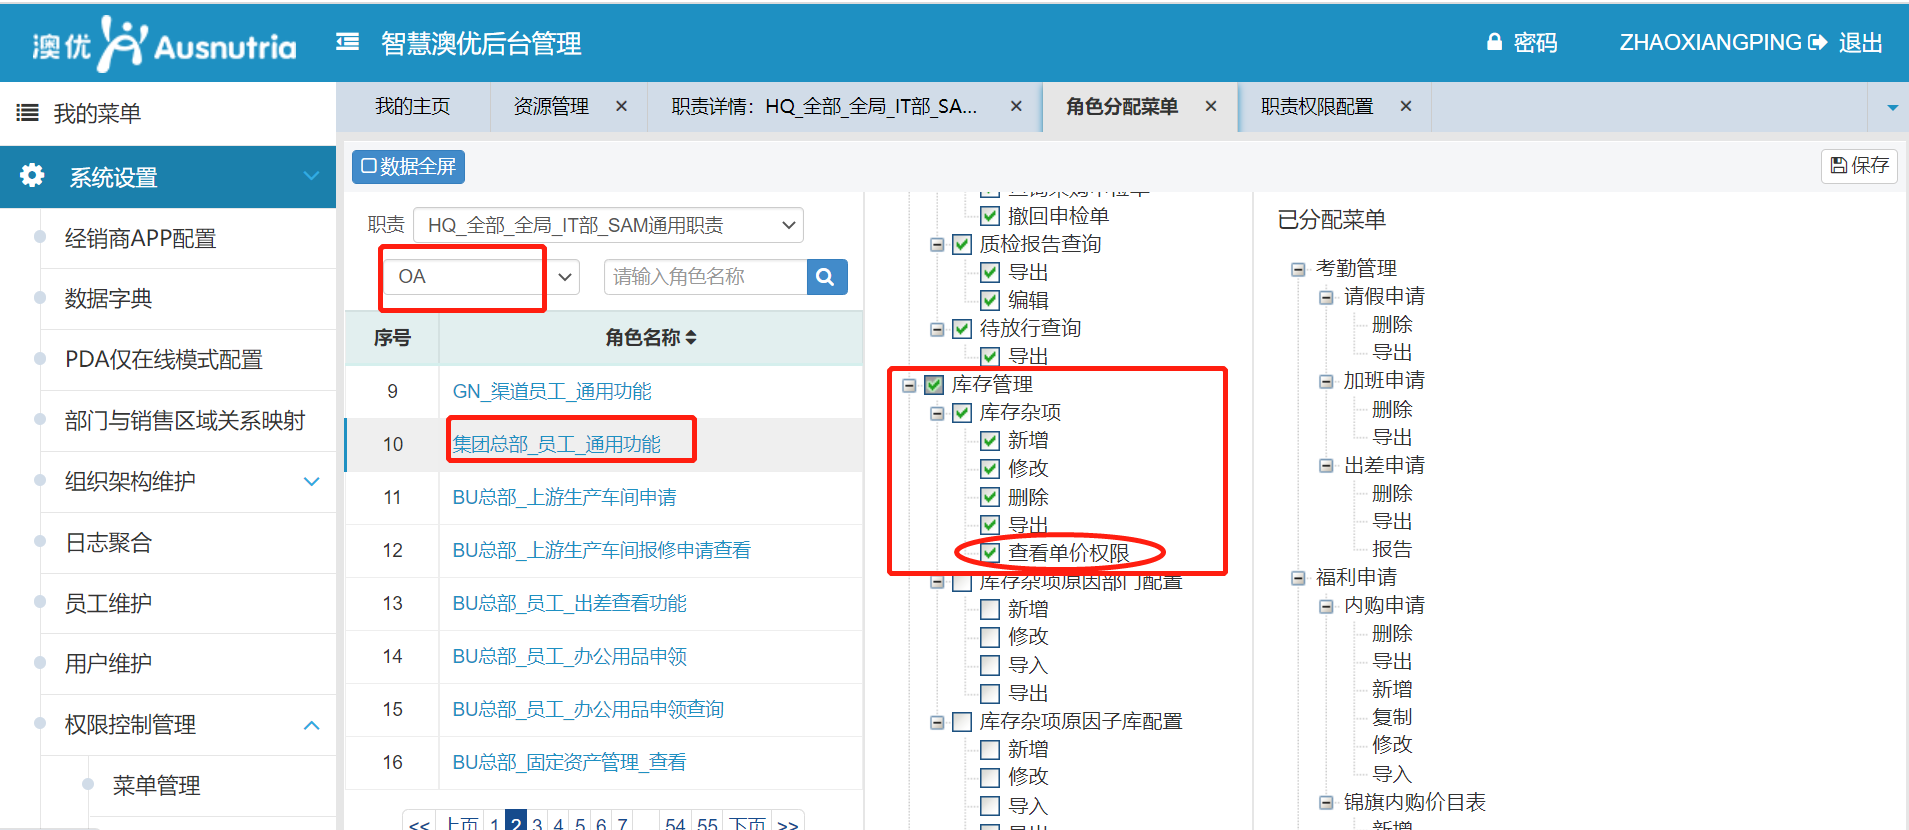 澳优 Ausnutria
智慧澳优后台管理
密码
ZHAOXIANGPING
退出
我的菜单
系统设置
经销商APP配置
数据字典
PDA仅在线模式配置
部门与销售区域关系映射
组织架构维护
日志聚合
员工维护
用户维护
权限控制管理
菜单管理
我的主页
资源管理
职责详情：HQ_全部_全局_IT部_SA...
角色分配菜单
职责权限配置
数据全屏
保存
职责
HQ_全部_全局_IT部_SAM通用职责
OA
请输入角色名称
序号 角色名称
9 GN_渠道员工_通用功能
10 集团总部_员工_通用功能
11 BU总部_上游生产车间申请
12 BU总部_上游生产车间报修申请查看
13 BU总部_员工_出差查看功能
14 BU总部_员工_办公用品申领
15 BU总部_员工_办公用品申领查询
16 BU总部_固定资产管理_查看
<< 上页 1 2 3 4 5 6 7 54 55 下页 >>
撤回申检单
质检报告查询
导出
编辑
待放行查询
导出
库存管理
库存杂项
新增
修改
删除
导出
查看单价权限
库存杂项原因部门配置
新增
修改
导入
导出
库存杂项原因子库配置
新增
修改
导入
已分配菜单
考勤管理
请假申请
删除
导出
加班申请
删除
导出
出差申请
删除
导出
报告
福利申请
内购申请
删除
导出
新增
复制
修改
导入
锦旗内购价目表
新增